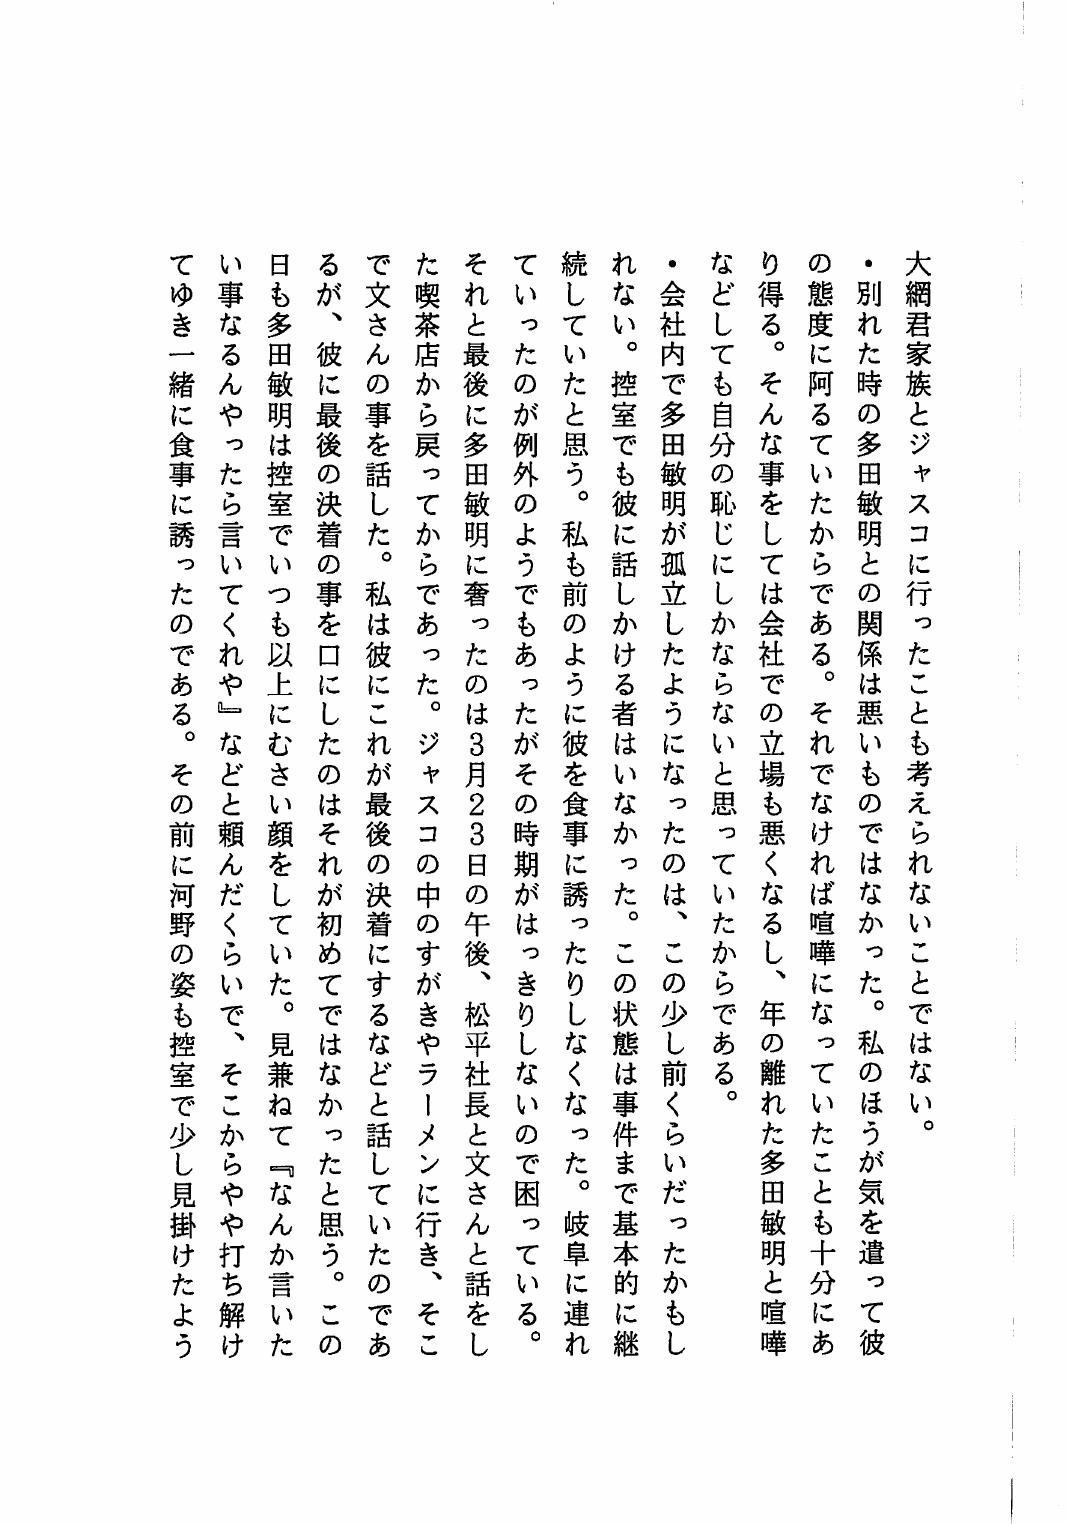 大網君家族とジャスコに行ったことも考えられないことではない。
・別れた時の多田敏明との関係は悪いものではなかった。私のほうが気を遣って彼
の態度に阿るていたからである。それでなければ喧嘩になっていたことも十分にあ
り得る。そんな事をしては会社での立場も悪くなるし、年の離れた多田敏明と喧嘩
などしても自分の恥じにしかならないと思っていたからである。
・会社内で多田敏明が孤立したようになったのは、この少し前くらいだったかもし
れない。控室でも彼に話しかける者はいなかった。この状態は事件まで基本的に継
続していたと思う。私も前のように彼を食事に誘ったりしなくなった。岐阜に連れ
ていったのが例外のようでもあったがその時期がはっきりしないので困っている。
それと最後に多田敏明に奢ったのは３月２３日の午後、松平社長と文さんと話をし
た喫茶店から戻ってからであった。ジャスコの中のすがきやラーメンに行き、そこ
で文さんの事を話した。私は彼にこれが最後の決着にするなどと話していたのであ
るが、彼に最後の決着の事を口にしたのはそれが初めてではなかったと思う。この
日も多田敏明は控室でいつも以上にむさい顔をしていた。見兼ねて『なんか言いた
い事なるんやったら言いてくれや』などと頼んだくらいで、そこからやや打ち解け
てゆき一緒に食事に誘ったのである。その前に河野の姿も控室で少し見掛けたよう